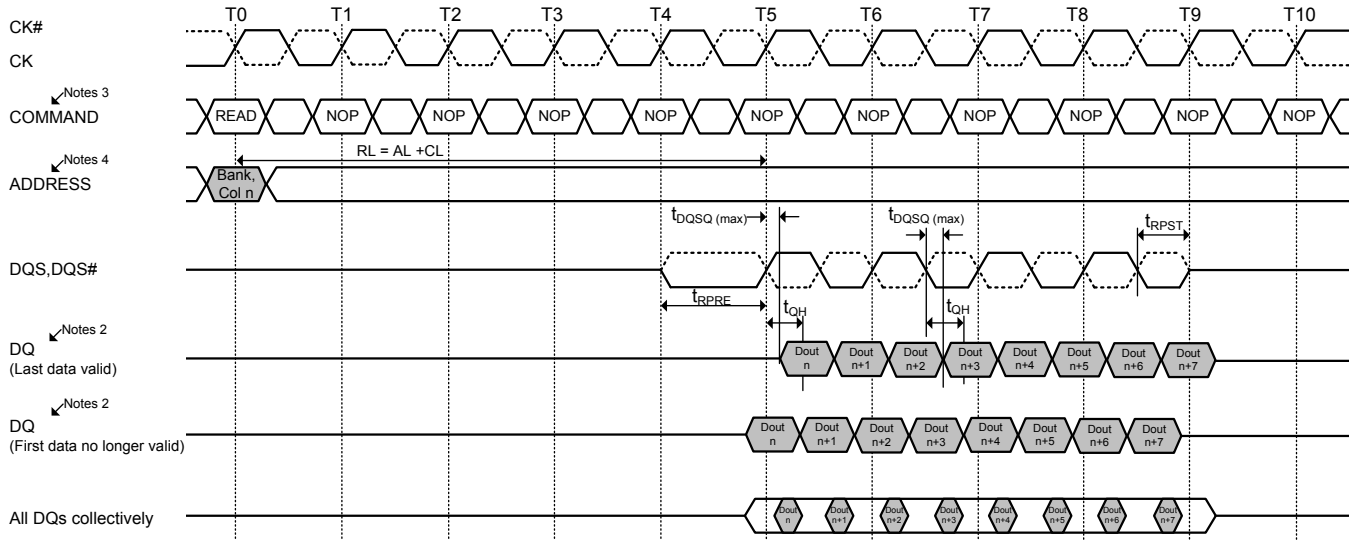 T0 T1 T2 T3 T4 T5 T6 T7 T8 T9 T10
CK#
CK
Notes 3
COMMAND
READ NOP NOP NOP NOP NOP NOP NOP NOP NOP NOP
RL = AL +CL
Notes 4
ADDRESS
Bank,
Col n
tDQSQ (max) tDQSQ (max) tRPST
DQS,DQS#
tRPRE tQH tQH
Notes 2
DQ
(Last data valid)
Dout Dout Dout Dout Dout Dout Dout Dout
n n+1 n+2 n+3 n+4 n+5 n+6 n+7
Notes 2
DQ
(First data no longer valid)
Dout Dout Dout Dout Dout Dout Dout Dout
n n+1 n+2 n+3 n+4 n+5 n+6 n+7
All DQs collectively
Dout Dout Dout Dout Dout Dout Dout Dout
n n+1 n+2 n+3 n+4 n+5 n+6 n+7